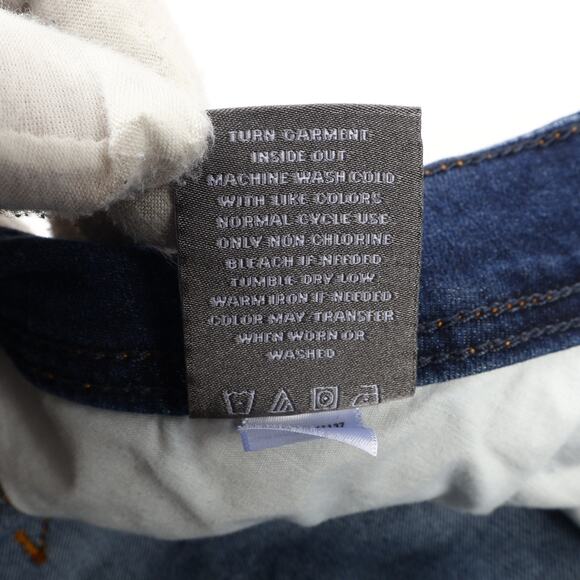 TURN GARMENT
INSIDE OUT
MACHINE WASH COLD
WITH LIKE COLORS
NORMAL CYCLE USE
ONLY NON CHLORINE
BLEACH IF NEEDED
TUMBLE DRY LOW
WARM IRON IF NEEDED
COLOR MAY TRANSFER
WHEN WORN OR
WASHED